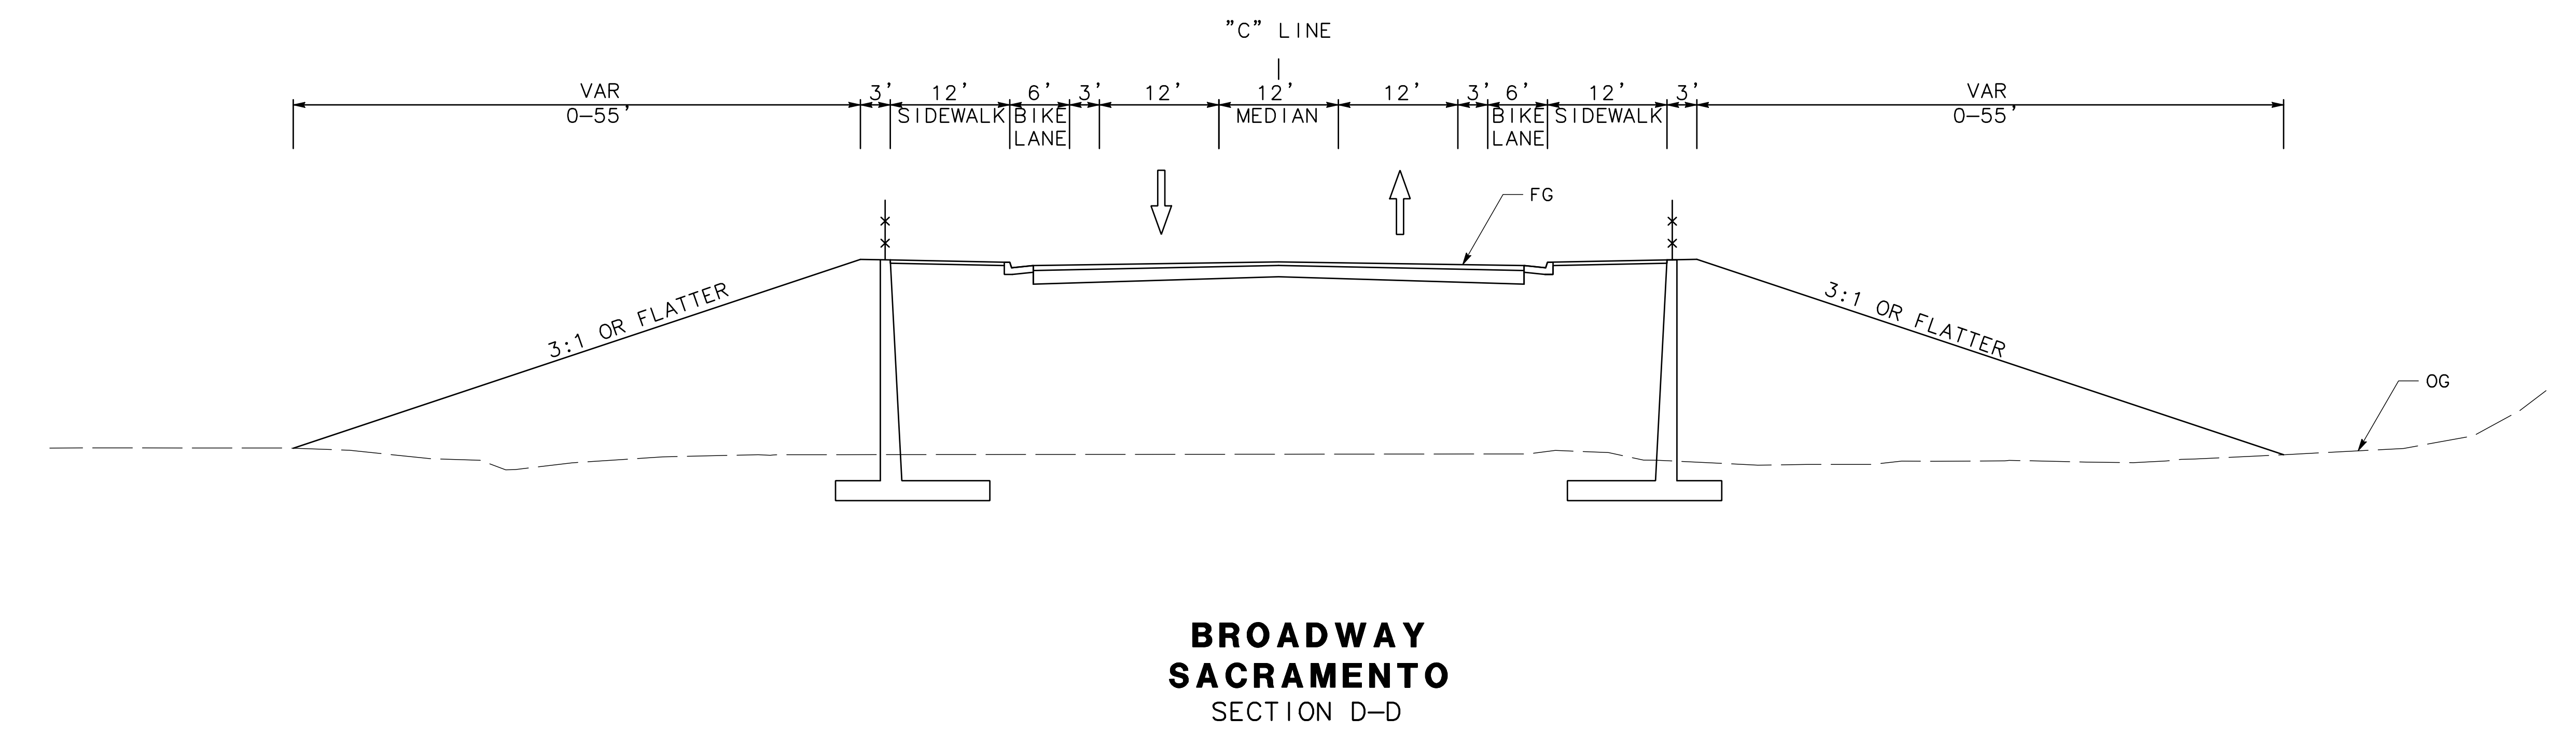 "C" LINE
VAR 3' 12' 6' 3' 12' 12' 12' 3' 6' 12' 3' VAR
0-55' SIDEWALK BIKE MEDIAN BIKE SIDEWALK 0-55'
LANE LANE
FG
3:1 OR FLATTER
3:1 OR FLATTER
OG
BROADWAY
SACRAMENTO
SECTION D-D